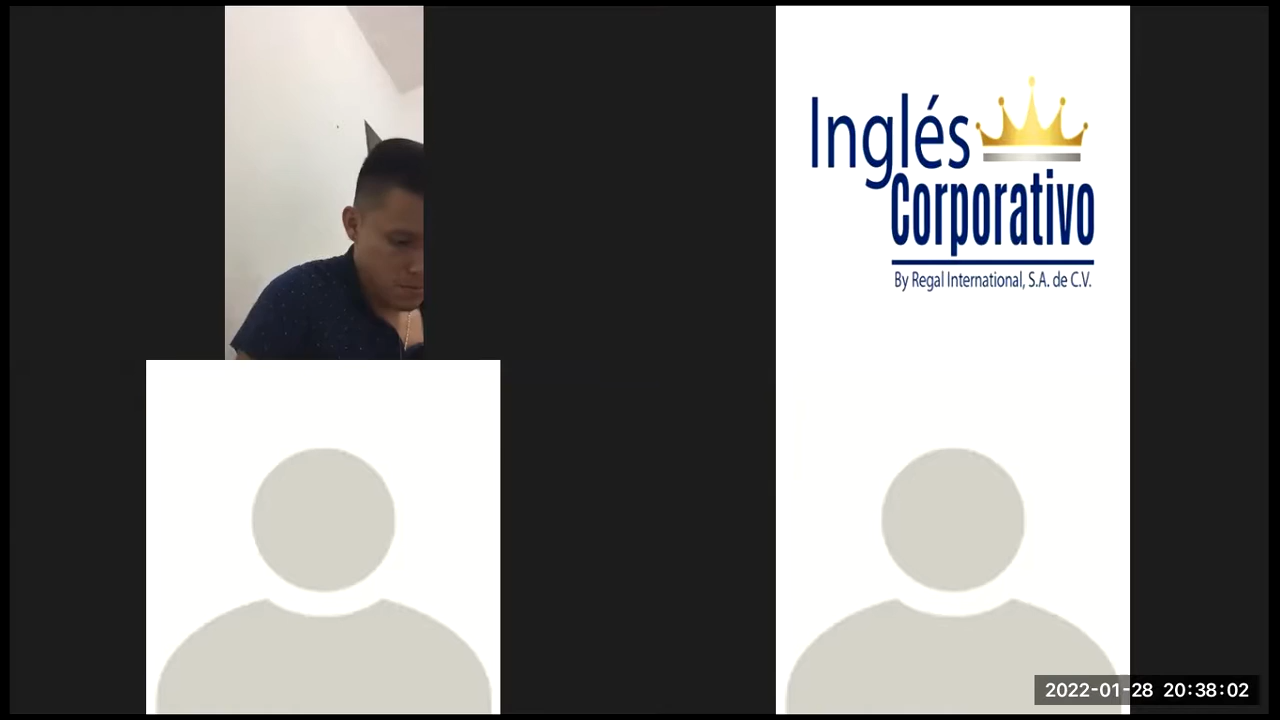 Inglés
Corporativo
By Regal International, S.A. de C.V.
2022-01-28 20:38:02